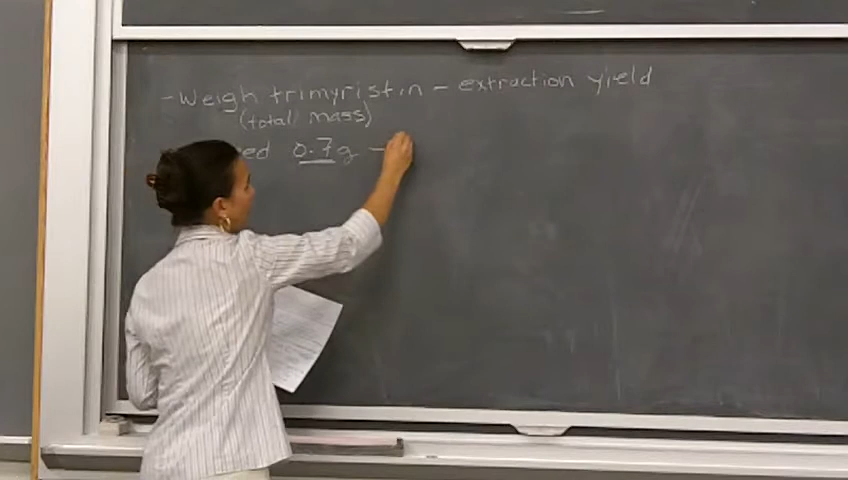 - Weigh trimyristin - extraction yield
(total mass)
0.7g -